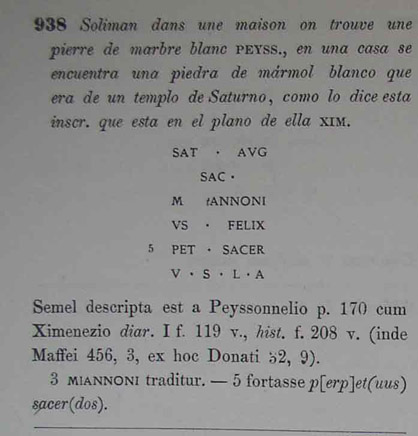 938 Soliman dans une maison on trouve une
pierre de marbre blanc PEYSS., en una casa se
encuentra una piedra de mármol blanco que
era de un templo de Saturno, como lo dice esta
inscr. que esta en el plano de ella XIM.
SAT · AVG
SAC ·
M tANNONI
VS · FELIX
5 PET · SACER
V · S · L · A
Semel descripta est a Peyssonnelio p. 170 cum
Ximenezio diar. I f. 119 v., hist. f. 208 v. (inde
Maffei 456, 3, ex hoc Donati 52, 9).
3 MIANNONI traditur. — 5 fortasse p[erp]et(uus)
sacer(dos).